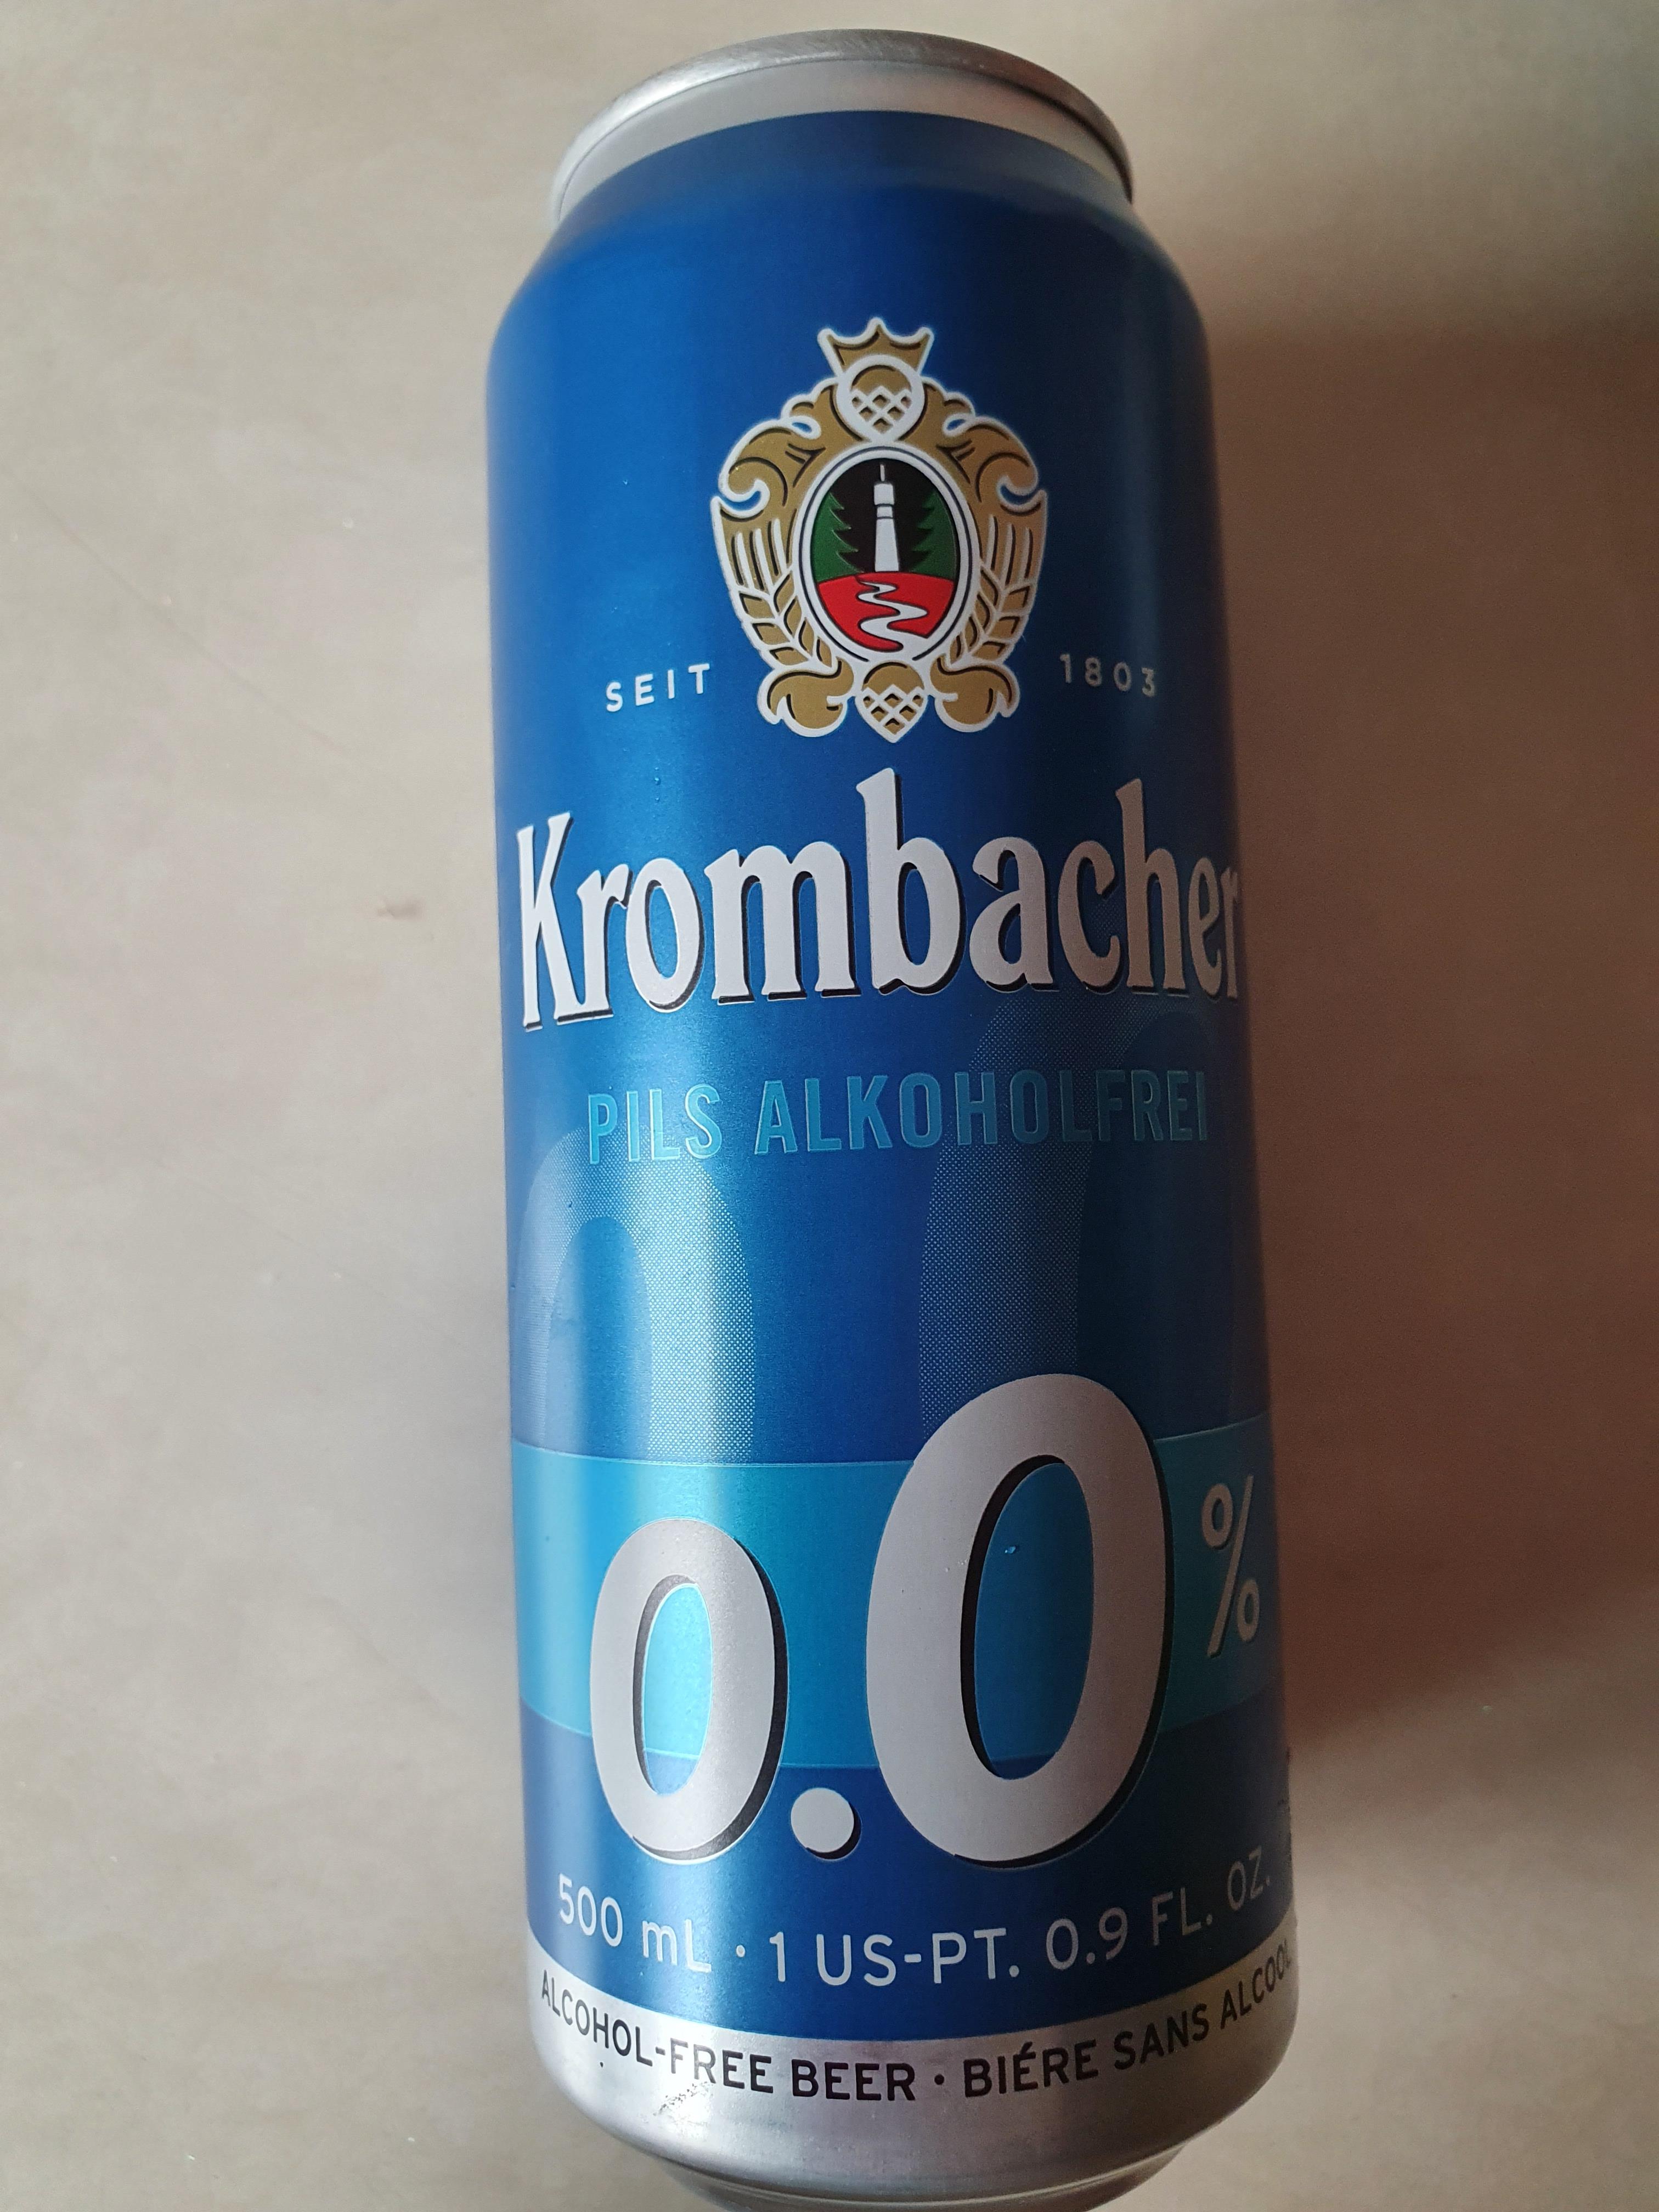 SEIT 1803
Krombacher
PILS ALKOHOLFREI
0.0%
500 mL · 1 US-PT. 0.9 FL. OZ.
ALCOHOL-FREE BEER · BIÉRE SANS ALCOOL